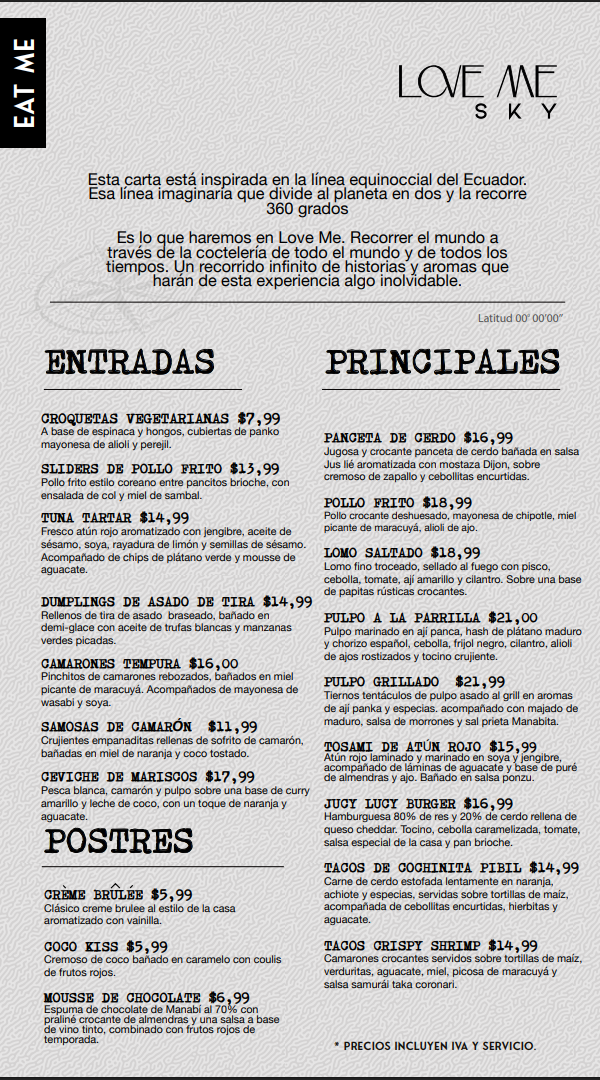 EAT ME
LOVE ME
SKY
Esta carta está inspirada en la línea equinoccial del Ecuador.
Esa línea imaginaria que divide al planeta en dos y la recorre
360 grados
Es lo que haremos en Love Me. Recorrer el mundo a
través de la coctelería de todo el mundo y de todos los
tiempos. Un recorrido infinito de historias y aromas que
harán de esta experiencia algo inolvidable.
Latitud 00' 00'00"
ENTRADAS
CROQUETAS VEGETARIANAS $7,99
A base de espinaca y hongos, cubiertas de panko
mayonesa de alioli y perejil.
SLIDERS DE POLLO FRITO $13,99
Pollo frito estilo coreano entre pancitos brioche, con
ensalada de col y miel de sambal.
TUNA TARTAR $14,99
Fresco atún rojo aromatizado con jengibre, aceite de
sésamo, soya, rayadura de limón y semillas de sésamo.
Acompañado de chips de plátano verde y mousse de
aguacate.
DUMPLINGS DE ASADO DE TIRA $14,99
Rellenos de tira de asado braseado, bañado en
demi-glace con aceite de trufas blancas y manzanas
verdes picadas.
CAMARONES TEMPURA $16,00
Pinchitos de camarones rebozados, bañados en miel
picante de maracuyá. Acompañados de mayonesa de
wasabi y soya.
SAMOSAS DE CAMARÓN $11,99
Crujientes empanaditas rellenas de sofrito de camarón,
bañadas en miel de naranja y coco tostado.
CEVICHE DE MARISCOS $17,99
Pesca blanca, camarón y pulpo sobre una base de curry
amarillo y leche de coco, con un toque de naranja y
aguacate.
POSTRES
CRÈME BRÛLÉE $5,99
Clásico creme brulee al estilo de la casa
aromatizado con vainilla.
COCO KISS $5,99
Cremoso de coco bañado en caramelo con coulis
de frutos rojos.
MOUSSE DE CHOCOLATE $6,99
Espuma de chocolate de Manabí al 70% con
praliné crocante de almendras y una salsa a base
de vino tinto, combinado con frutos rojos de
temporada.
PRINCIPALES
PANCETA DE CERDO $16,99
Jugosa y crocante panceta de cerdo bañada en salsa
Jus lié aromatizada con mostaza Dijon, sobre
cremoso de zapallo y cebollitas encurtidas.
POLLO FRITO $18,99
Pollo crocante deshuesado, mayonesa de chipotle, miel
picante de maracuyá, alioli de ajo.
LOMO SALTADO $18,99
Lomo fino troceado, sellado al fuego con pisco,
cebolla, tomate, ají amarillo y cilantro. Sobre una base
de papitas rústicas crocantes.
PULPO A LA PARRILLA $21,00
Pulpo marinado en ají panca, hash de plátano maduro
y chorizo español, cebolla, frijol negro, cilantro, alioli
de ajos rostizados y tocino crujiente.
PULPO GRILLADO $21,99
Tiernos tentáculos de pulpo asado al grill en aromas
de ají panka y especias. acompañado con majado de
maduro, salsa de morrones y sal prieta Manabita.
TOSAMI DE ATÚN ROJO $15,99
Atún rojo laminado y marinado en soya y jengibre,
acompañado de láminas de aguacate y base de puré
de almendras y ajo. Bañado en salsa ponzu.
JUCY LUCY BURGER $16,99
Hamburguesa 80% de res y 20% de cerdo rellena de
queso cheddar. Tocino, cebolla caramelizada, tomate,
salsa especial de la casa y pan brioche.
TACOS DE COCHINITA PIBIL $14,99
Carne de cerdo estofada lentamente en naranja,
achiote y especias, servidas sobre tortillas de maíz,
acompañada de cebollitas encurtidas, hierbitas y
aguacate.
TACOS CRISPY SHRIMP $14,99
Camarones crocantes servidos sobre tortillas de maíz,
verduritas, aguacate, miel, picosa de maracuyá y
salsa samurái taka coronari.
* PRECIOS INCLUYEN IVA Y SERVICIO.